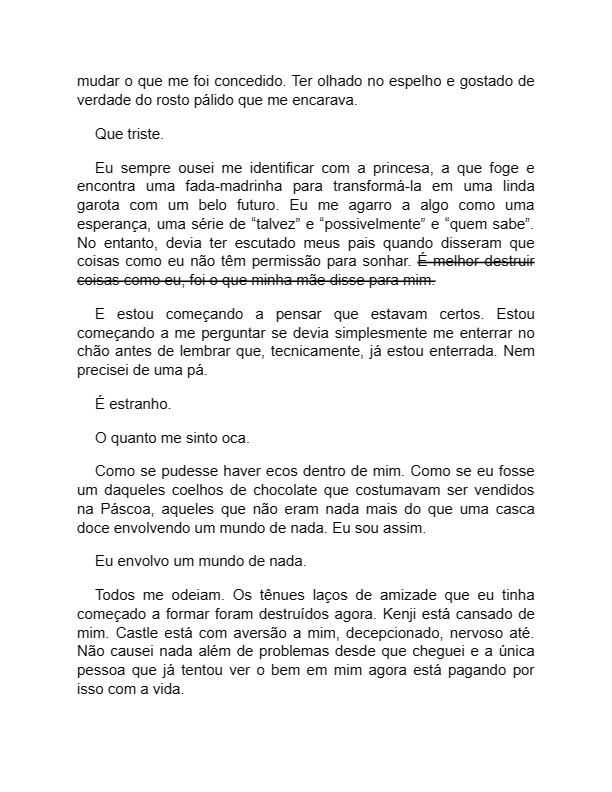 mudar o que me foi concedido. Ter olhado no espelho e gostado de
verdade do rosto pálido que me encarava.
Que triste.
Eu sempre ousei me identificar com a princesa, a que foge e
encontra uma fada-madrinha para transformá-la em uma linda
garota com um belo futuro. Eu me agarro a algo como uma
esperança, uma série de “talvez” e “possivelmente” e “quem sabe”.
No entanto, devia ter escutado meus pais quando disseram que
coisas como eu não têm permissão para sonhar. É melhor destruir
coisas como eu, foi o que minha mãe disse para mim.
E estou começando a pensar que estavam certos. Estou
começando a me perguntar se devia simplesmente me enterrar no
chão antes de lembrar que, tecnicamente, já estou enterrada. Nem
precisei de uma pá.
É estranho.
O quanto me sinto oca.
Como se pudesse haver ecos dentro de mim. Como se eu fosse
um daqueles coelhos de chocolate que costumavam ser vendidos
na Páscoa, aqueles que não eram nada mais do que uma casca
doce envolvendo um mundo de nada. Eu sou assim.
Eu envolvo um mundo de nada.
Todos me odeiam. Os tênues laços de amizade que eu tinha
começado a formar foram destruídos agora. Kenji está cansado de
mim. Castle está com aversão a mim, decepcionado, nervoso até.
Não causei nada além de problemas desde que cheguei e a única
pessoa que já tentou ver o bem em mim agora está pagando por
isso com a vida.